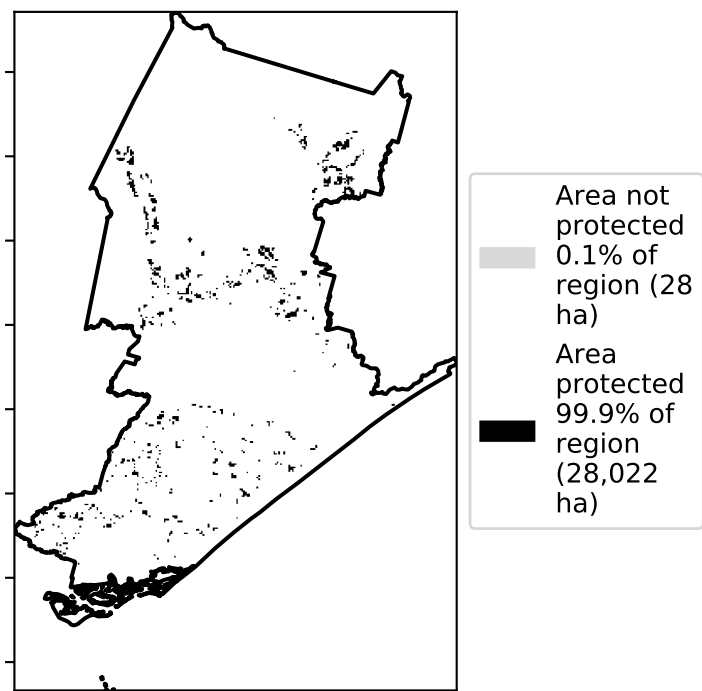 Area not
protected
0.1% of
region (28
ha)
Area
protected
99.9% of
region
(28,022
ha)